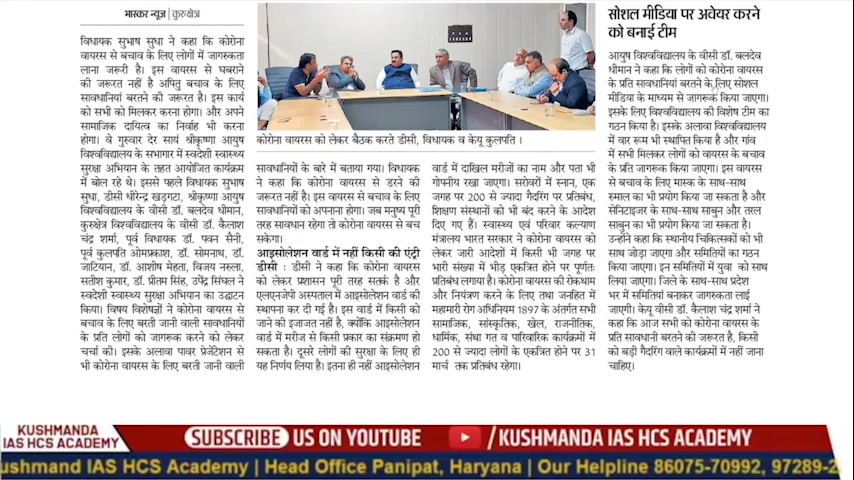 भास्कर न्यूज | कुरुक्षेत्र
विधायक सुभाष सुधा ने कहा कि कोरोना
वायरस से बचाव के लिए लोगों में जागरुकता
लाना जरूरी है। इस वायरस से घबराने
की जरूरत नहीं है अपितु बचाव के लिए
सावधानियां बरतने की जरूरत है। इस कार्य
को सभी को मिलकर करना होगा। और अपने
सामाजिक दायित्व का निर्वाह भी करना
होगा। वे गुरुवार देर सायं श्रीकृष्णा आयुष
विश्वविद्यालय के सभागार में स्वदेशी स्वास्थ्य
सुरक्षा अभियान के तहत आयोजित कार्यक्रम
में बोल रहे थे। इससे पहले विधायक सुभाष
सुधा, डीसी धीरेन्द्र खड़गटा, श्रीकृष्णा आयुष
विश्वविद्यालय के वीसी डॉ. बलदेव धीमान,
कुरुक्षेत्र विश्वविद्यालय के वीसी डॉ. कैलाश
चंद्र शर्मा, पूर्व विधायक डॉ. पवन सैनी,
पूर्व कुलपति ओमप्रकाश, डॉ. सोमनाथ, डॉ.
जाटियान, डॉ. आशीष मेहता, विजय नरुला,
सतीश कुमार, डॉ. प्रीतम सिंह, उपेंद्र सिंघल ने
स्वदेशी स्वास्थ्य सुरक्षा अभियान का उद्घाटन
किया। विषय विशेषज्ञों ने कोरोना वायरस से
बचाव के लिए बरती जानी वाली सावधानियों
के प्रति लोगों को जागरूक करने को लेकर
चर्चा की। इसके अलावा पावर प्रेजेंटेशन से
भी कोरोना वायरस के लिए बरती जानी वाली
कोरोना वायरस को लेकर बैठक करते डीसी, विधायक व केयू कुलपति ।
सावधानियों के बारे में बताया गया। विधायक
ने कहा कि कोरोना वायरस से डरने की
जरूरत नहीं है। इस वायरस से बचाव के लिए
सावधानियों को अपनाना होगा। जब मनुष्य पूरी
तरह सावधान रहेगा तो कोरोना वायरस से बच
सकेगा।
आइसोलेशन वार्ड में नहीं किसी की एंट्री
डीसी : डीसी ने कहा कि कोरोना वायरस
को लेकर प्रशासन पूरी तरह सतर्क है और
एलएनजेपी अस्पताल में आइसोलेशन वार्ड की
स्थापना कर दी गई है। इस वार्ड में किसी को
जाने की इजाजत नहीं है, क्योंकि आइसोलेशन
वार्ड में मरीज से किसी प्रकार का संक्रमण हो
सकता है। दूसरे लोगों की सुरक्षा के लिए ही
यह निर्णय लिया है। इतना ही नहीं आइसोलेशन
वार्ड में दाखिल मरीजों का नाम और पता भी
गोपनीय रखा जाएगा। सरोवरों में स्नान, एक
जगह पर 200 से ज्यादा गैदरिंग पर प्रतिबंध,
शिक्षण संस्थानों को भी बंद करने के आदेश
दिए गए हैं। स्वास्थ्य एवं परिवार कल्याण
मंत्रालय भारत सरकार ने कोरोना वायरस को
लेकर जारी आदेशों में किसी भी जगह पर
भारी संख्या में भीड़ एकत्रित होने पर पूर्णतः
प्रतिबंध लगाया है। कोरोना वायरस की रोकथाम
और नियंत्रण करने के लिए तथा जनहित में
महामारी रोग अधिनियम 1897 के अंतर्गत सभी
सामाजिक, सांस्कृतिक, खेल, राजनीतिक,
धार्मिक, संथा गत व पारिवारिक कार्यक्रमों में
200 से ज्यादा लोगों के एकत्रित होने पर 31
मार्च तक प्रतिबंध रहेगा।
सोशल मीडिया पर अवेयर करने
को बनाई टीम
आयुष विश्वविद्यालय के वीसी डॉ. बलदेव
धीमान ने कहा कि लोगों को कोरोना वायरस
के प्रति सावधानियां बरतने के लिए सोशल
मीडिया के माध्यम से जागरूक किया जाएगा।
इसके लिए विश्वविद्यालय की विशेष टीम का
गठन किया है। इसके अलावा विश्वविद्यालय
में वार रूम भी स्थापित किया है और गांव
में सभी मिलकर लोगों को वायरस के बचाव
के प्रति जागरूक किया जाएगा। इस वायरस
से बचाव के लिए मास्क के साथ-साथ
रुमाल का भी प्रयोग किया जा सकता है और
सेनिटाइजर के साथ-साथ साबुन और तरल
साबुन का भी प्रयोग किया जा सकता है।
उन्होंने कहा कि स्थानीय चिकित्सकों को भी
साथ जोड़ा जाएगा और समितियों का गठन
किया जाएगा। इन समितियों में युवा को साथ
लिया जाएगा। जिले के साथ-साथ प्रदेश
भर में समितियां बनाकर जागरुकता लाई
जाएगी। केयू वीसी डॉ. कैलाश चंद्र शर्मा ने
कहा कि आज सभी को कोरोना वायरस के
प्रति सावधानी बरतने की जरूरत है, किसी
को बड़ी गैदरिंग वाले कार्यक्रमों में नहीं जाना
चाहिए।
KUSHMANDA
IAS HCS ACADEMY
SUBSCRIBE US ON YOUTUBE
/KUSHMANDA IAS HCS ACADEMY
ushmand IAS HCS Academy | Head Office Panipat, Haryana | Our Helpline 86075-70992, 97289-2